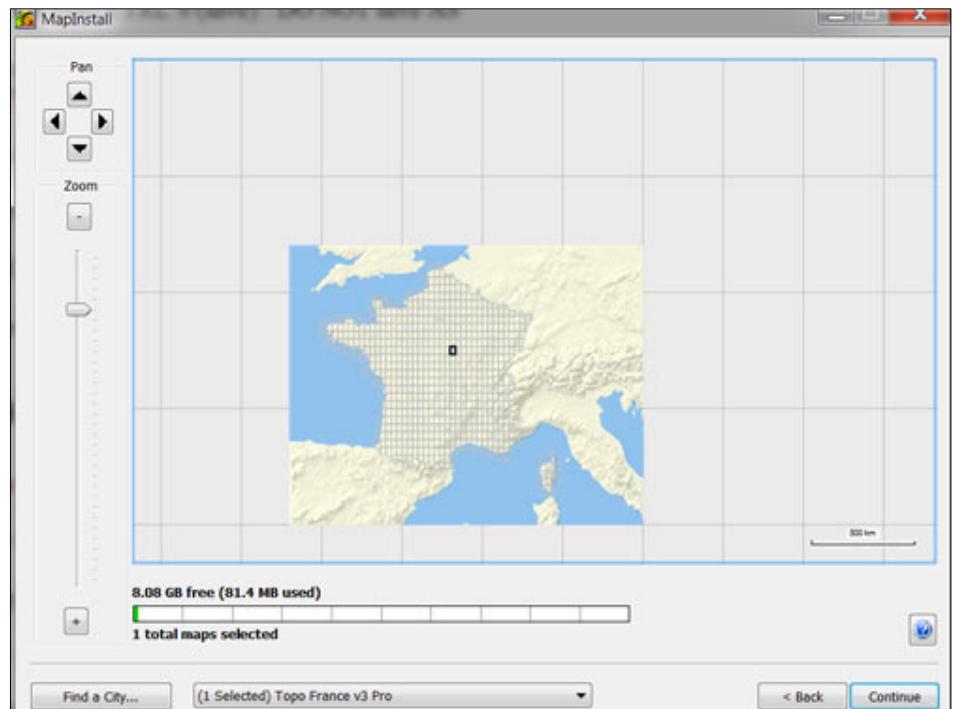 MapInstall
Pan
Zoom
-
+
500 km
8.08 GB free (81.4 MB used)
1 total maps selected
Find a City...
(1 Selected) Topo France v3 Pro
< Back
Continue